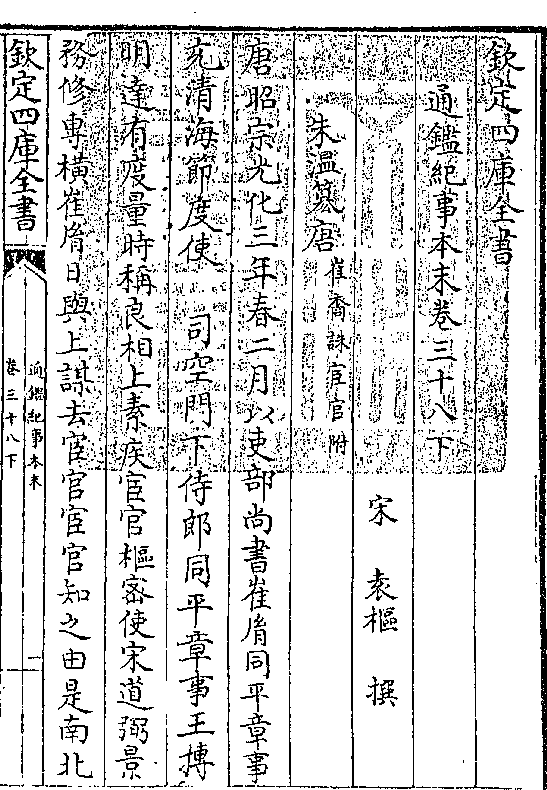 欽定四庫全書
通鑑紀事本末卷三十八下
宋 袁樞 撰
朱溫簒唐 崔裔誅宦官附
唐昭宗光化三年春二月以吏部尚書崔胤同平章事
充清海節度使 司空門下侍郎同平章事王摶
明達有度量時稱良相上素疾宦官樞密使宋道弼景
務修專橫崔胤日與上謀去宦官宦官知之由是南北
欽定四庫全書
通鑑紀事本末
卷三十八下
一